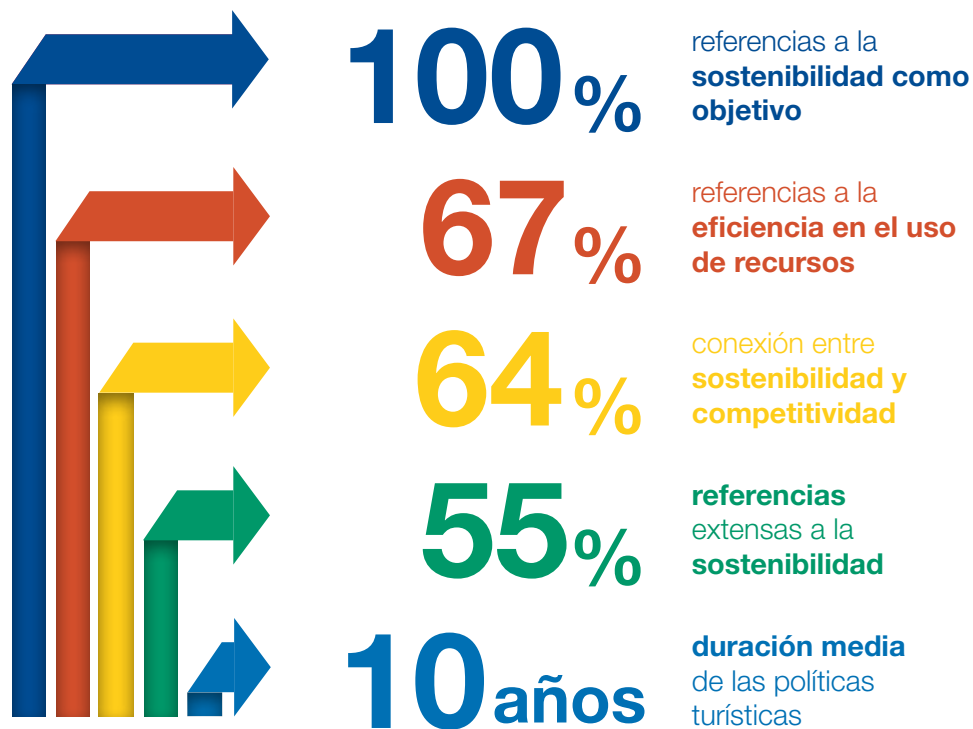 100%
referencias a la
sostenibilidad como
objetivo
67%
referencias a la
eficiencia en el uso
de recursos
64%
conexión entre
sostenibilidad y
competitividad
55%
referencias
extensas a la
sostenibilidad
10 años
duración media
de las políticas
turísticas